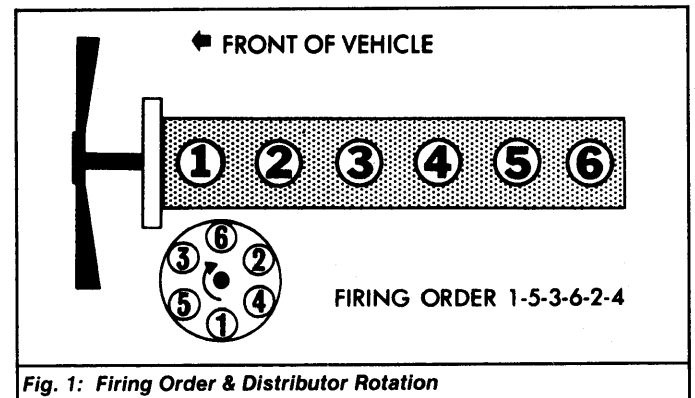 FRONT OF VEHICLE
1 2 3 4 5 6
6
3 2
5 4
1
FIRING ORDER 1-5-3-6-2-4
Fig. 1: Firing Order & Distributor Rotation